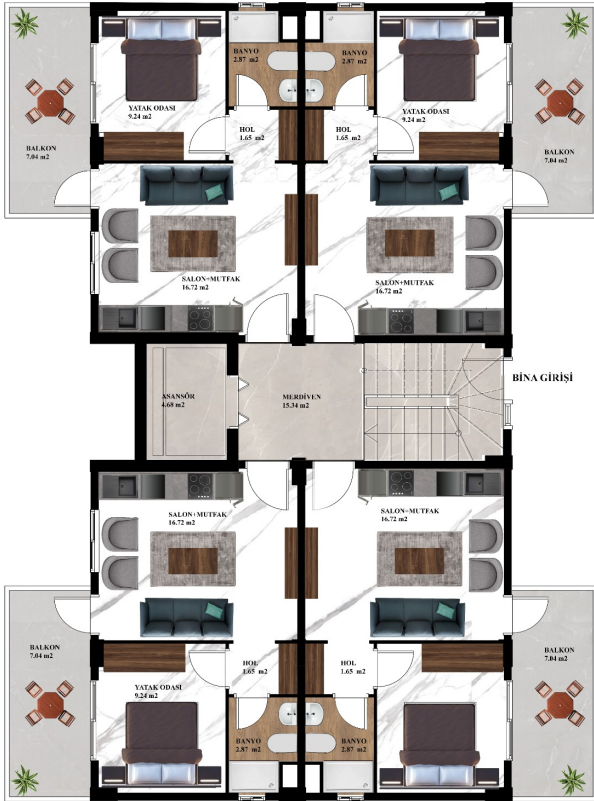 BANYO
2.87 m2
BANYO
2.87 m2
YATAK ODASI
9.24 m2
YATAK ODASI
9.24 m2
HOL
1.65 m2
HOL
1.65 m2
BALKON
7.04 m2
BALKON
7.04 m2
SALON+MUTFAK
16.72 m2
SALON+MUTFAK
16.72 m2
BİNA GİRİŞİ
ASANSÖR
4.68 m2
MERDİVEN
15.34 m2
SALON+MUTFAK
16.72 m2
SALON+MUTFAK
16.72 m2
BALKON
7.04 m2
BALKON
7.04 m2
HOL
1.65 m2
HOL
1.65 m2
YATAK ODASI
9.24 m2
BANYO
2.87 m2
BANYO
2.87 m2